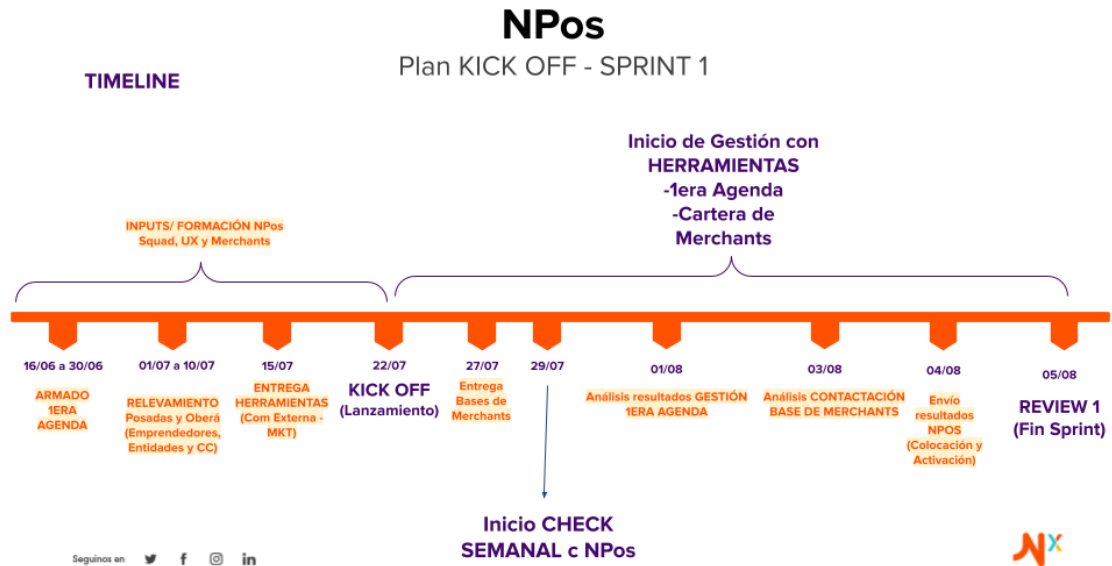 NPos
Plan KICK OFF - SPRINT 1
TIMELINE
Inicio de Gestión con
HERRAMIENTAS
-1era Agenda
-Cartera de
Merchants
INPUTS/ FORMACIÓN NPos
Squad, UX y Merchants
16/06 a 30/06
ARMADO
1ERA
AGENDA
01/07 a 10/07
RELEVAMIENTO
Posadas y Oberá
(Emprendedores,
Entidades y CC)
15/07
ENTREGA
HERRAMIENTAS
(Com Externa -
MKT)
22/07
KICK OFF
(Lanzamiento)
27/07
Entrega
Bases de
Merchants
29/07
Inicio CHECK
SEMANAL c NPos
01/08
Análisis resultados GESTIÓN
1ERA AGENDA
03/08
Análisis CONTACTACIÓN
BASE DE MERCHANTS
04/08
Envío
resultados
NPOS
(Colocación y
Activación)
05/08
REVIEW 1
(Fin Sprint)
Seguinos en
NX